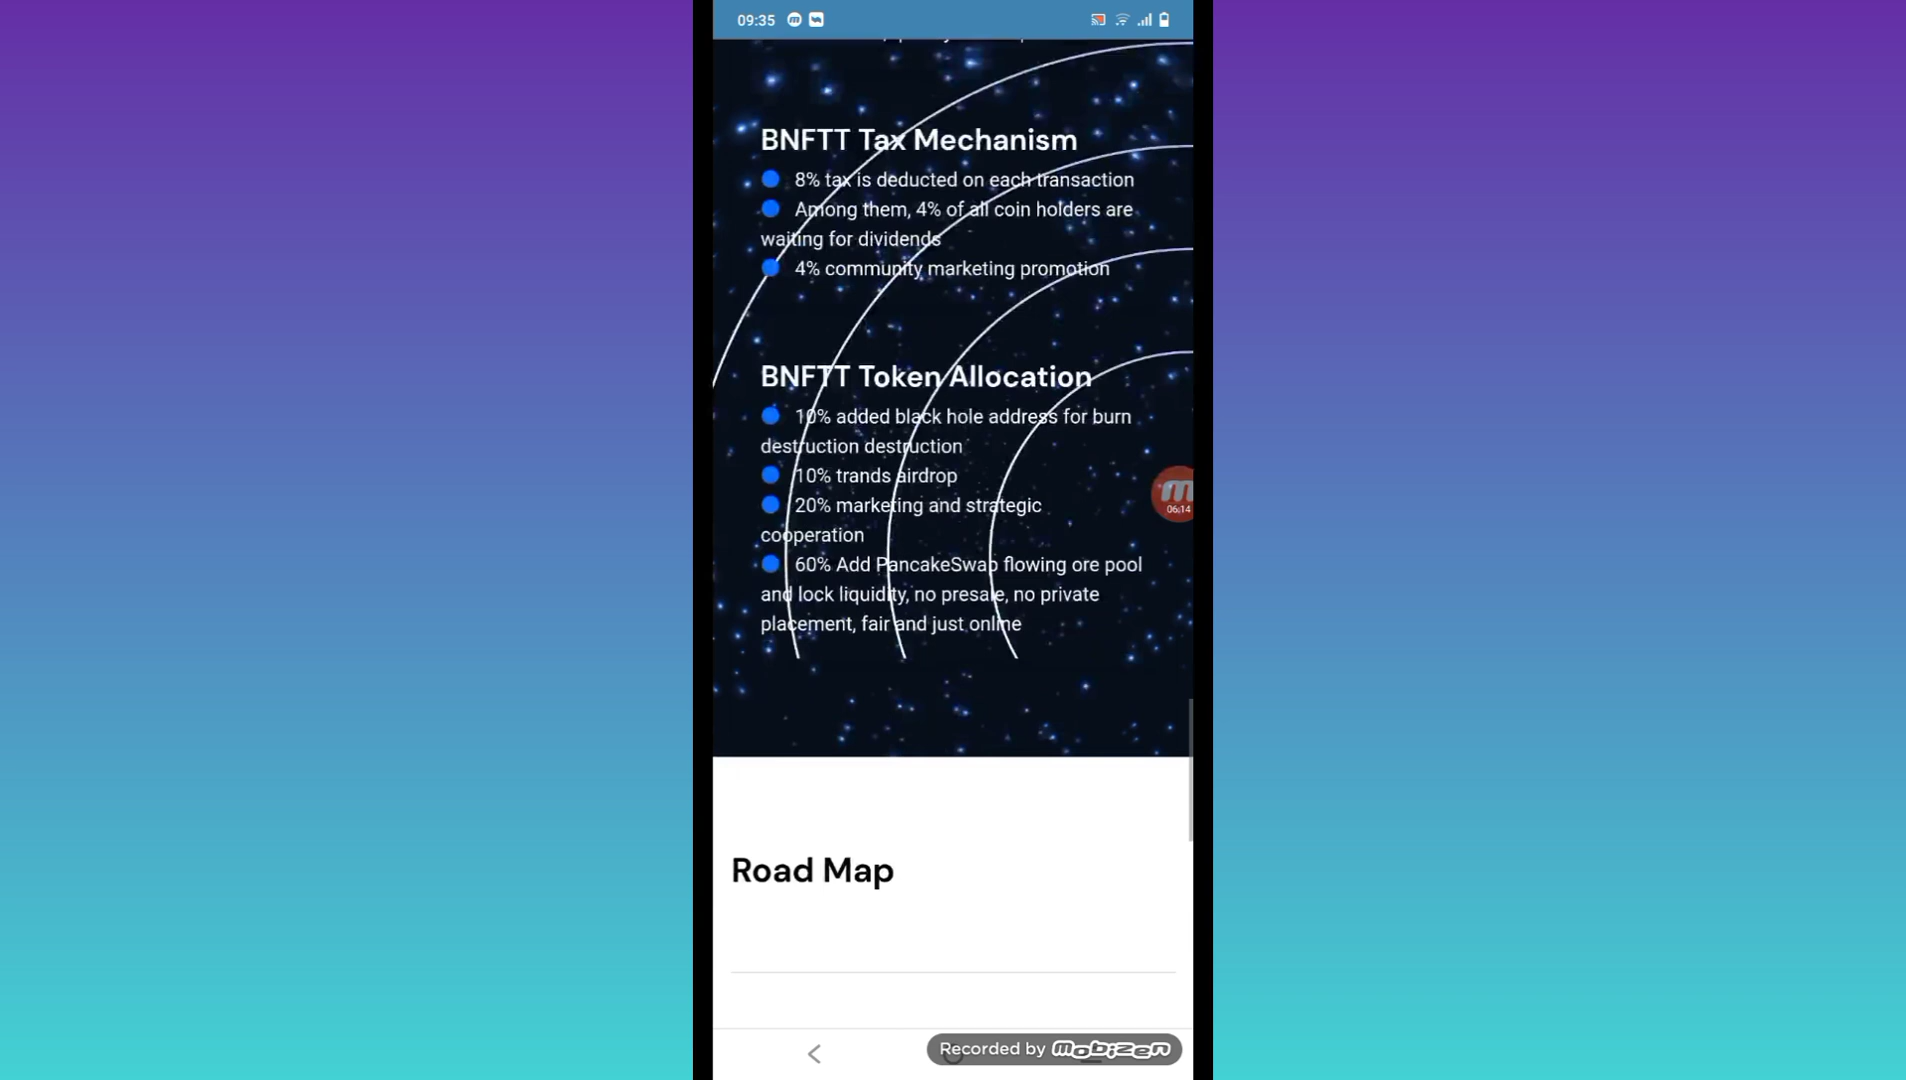 09:35
BNFTT Tax Mechanism
8% tax is deducted on each transaction
Among them, 4% of all coin holders are
waiting for dividends
4% community marketing promotion
BNFTT Token Allocation
10% added black hole address for burn
destruction destruction
10% trands airdrop
20% marketing and strategic
cooperation
60% Add PancakeSwap flowing ore pool
and lock liquidity, no presale, no private
placement, fair and just online
m
06:14
Road Map
Recorded by mobizen